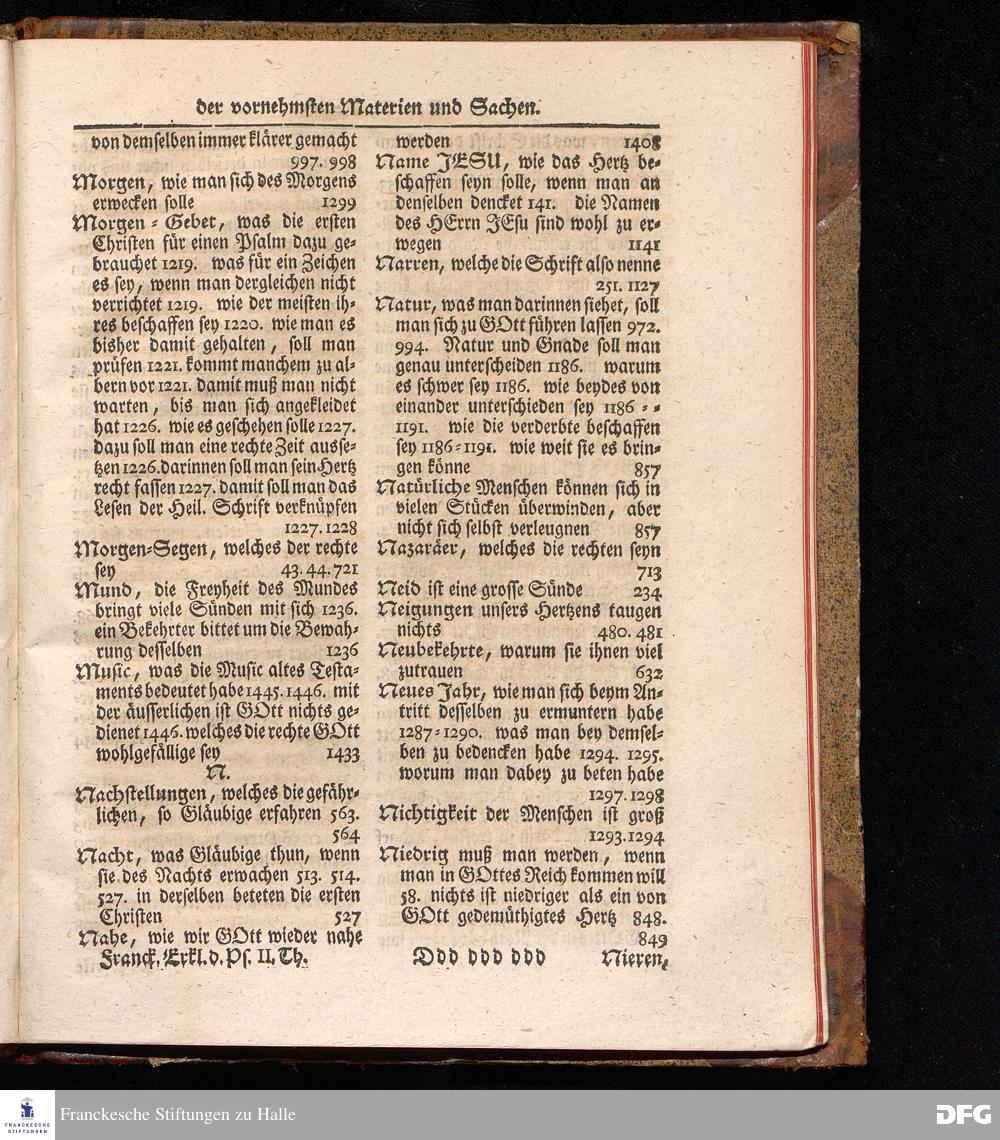 der vornehmsten Materien und Sachen.
von demselben immer klärer gemacht
997. 998
Morgen, wie man sich des Morgens
erwecken solle 1299
Morgen-Gebet, was die ersten
Christen für einen Psalm dazu ge-
brauchet 1219. was für ein Zeichen
es sey, wenn man dergleichen nicht
verrichtet 1219. wie der meisten ih-
res beschaffen sey 1220. wie man es
bisher damit gehalten, soll man
prüfen 1221. kommt manchem zu al-
bern vor 1221. damit muß man nicht
warten, bis man sich angekleidet
hat 1226. wie es geschehen solle 1227.
dazu soll man eine rechte Zeit ausse-
tzen 1226. darinnen soll man sein Hertz
recht fassen 1227. damit soll man das
Lesen der Heil. Schrift verknüpfen
1227. 1228
Morgen-Segen, welches der rechte
sey 43. 44. 721
Mund, die Freyheit des Mundes
bringt viele Sünden mit sich 1236.
ein Bekehrter bittet um die Bewah-
rung desselben 1236
Music, was die Music altes Testa-
ments bedeutet habe 1445. 1446. mit
der äusserlichen ist GOtt nichts ge-
dienet 1446. welches die rechte GOtt
wohlgefällige sey 1433
N.
Nachstellungen, welches die gefähr-
lichen, so Gläubige erfahren 563.
564
Nacht, was Gläubige thun, wenn
sie des Nachts erwachen 513. 514.
527. in derselben beteten die ersten
Christen 527
Nahe, wie wir GOtt wieder nahe
Franck. Erkl. d. Ps. II. Th.
werden 1408
Name JESU, wie das Hertz be-
schaffen seyn solle, wenn man an
denselben dencket 141. die Namen
des HErrn JEsu sind wohl zu er-
wegen 1141
Narren, welche die Schrift also nenne
251. 1127
Natur, was man darinnen siehet, soll
man sich zu GOtt führen lassen 972.
994. Natur und Gnade soll man
genau unterscheiden 1186. warum
es schwer sey 1186. wie beydes von
einander unterschieden sey 1186 - -
1191. wie die verderbte beschaffen
sey 1186-1191. wie weit sie es brin-
gen könne 857
Natürliche Menschen können sich in
vielen Stücken überwinden, aber
nicht sich selbst verleugnen 857
Nazaräer, welches die rechten seyn
713
Neid ist eine grosse Sünde 234
Neigungen unsers Hertzens taugen
nichts 480. 481
Neubekehrte, warum sie ihnen viel
zutrauen 632
Neues Jahr, wie man sich beym An-
tritt desselben zu ermuntern habe
1287-1290. was man bey demsel-
ben zu bedencken habe 1294. 1295.
worum man dabey zu beten habe
1297. 1298
Nichtigkeit der Menschen ist groß
1293. 1294
Niedrig muß man werden, wenn
man in GOttes Reich kommen will
58. nichts ist niedriger als ein von
GOtt gedemüthigtes Hertz 848.
849
Ddd ddd ddd Nieren,
FRANCKESCHE
STIFTUNGEN
Franckesche Stiftungen zu Halle
DFG